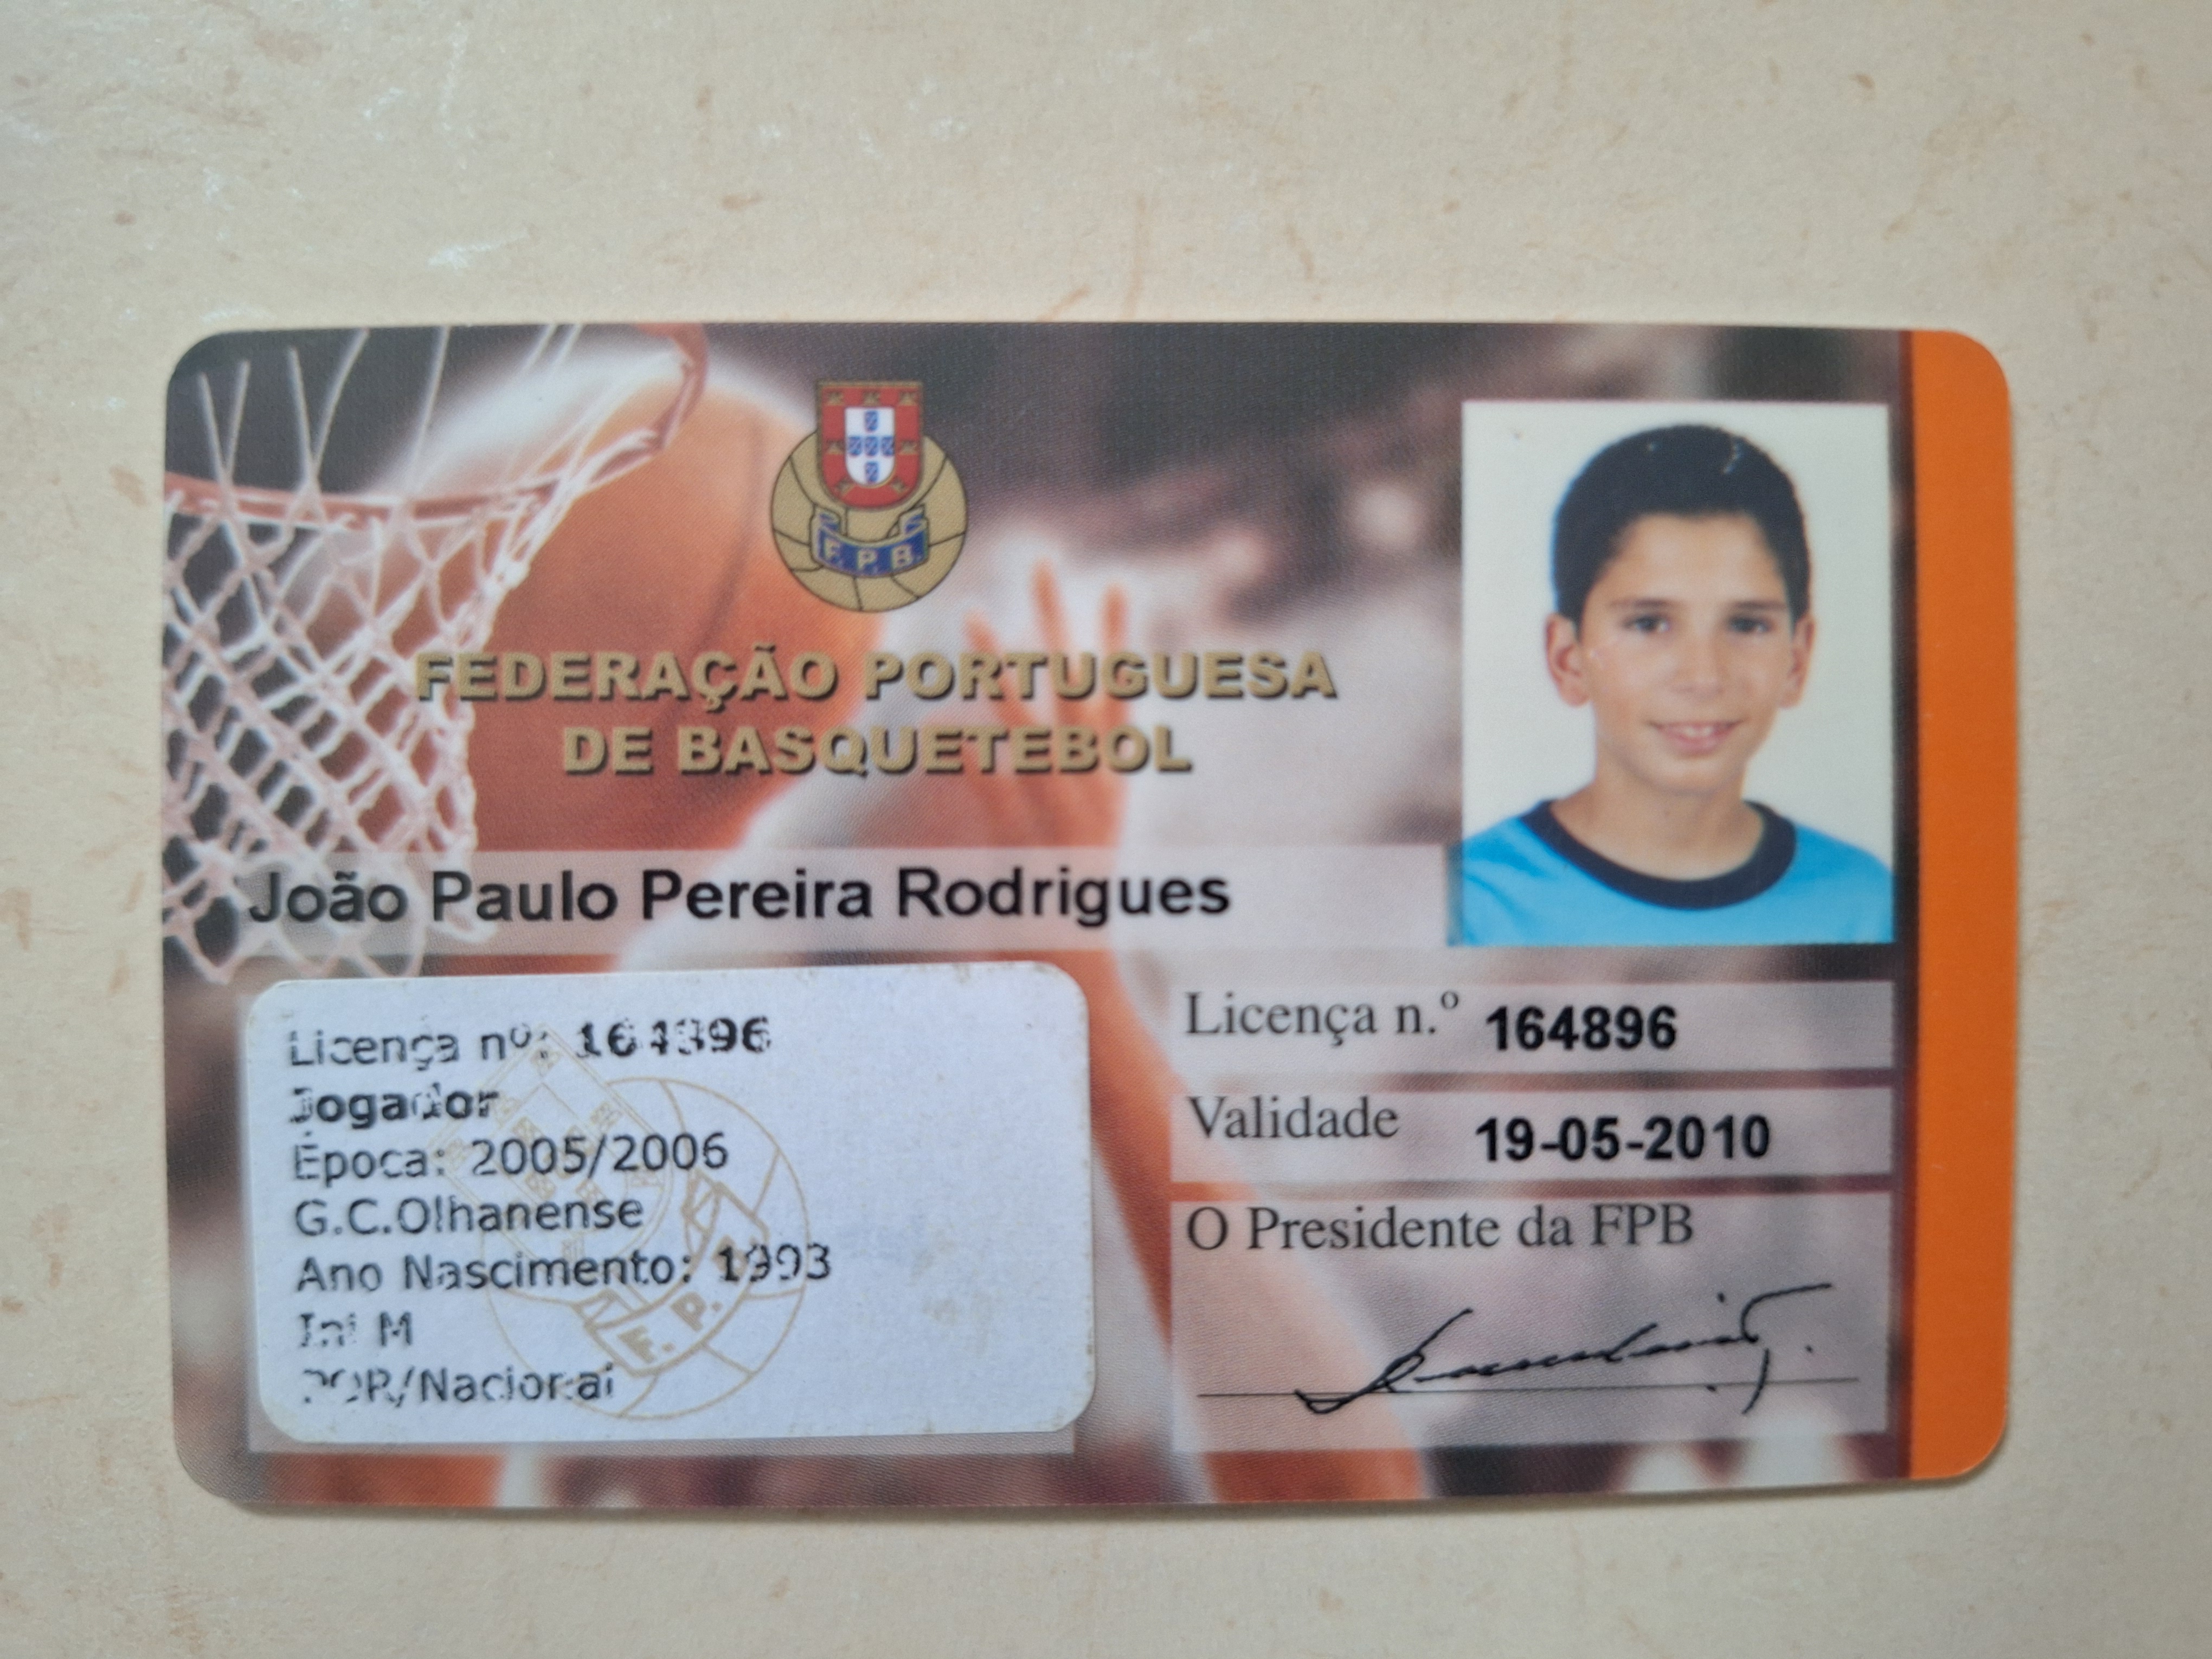 F. P. B.
FEDERAÇÃO PORTUGUESA
DE BASQUETEBOL
João Paulo Pereira Rodrigues
Licença nº: 164896
Jogador
Época: 2005/2006
G.C.Olhanense
Ano Nascimento: 1993
Ini M
POR/Nacional
F. P. B.
Licença n.º 164896
Validade 19-05-2010
O Presidente da FPB